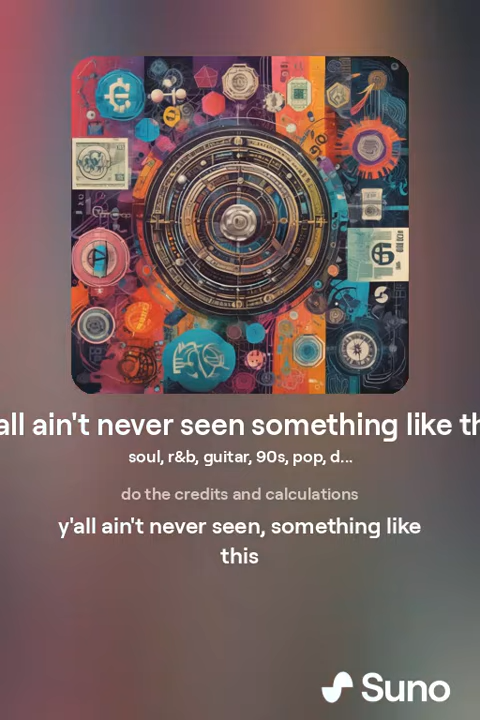 all ain't never seen something like th
soul, r&b, guitar, 90s, pop, d...
do the credits and calculations
y'all ain't never seen, something like
this
Suno